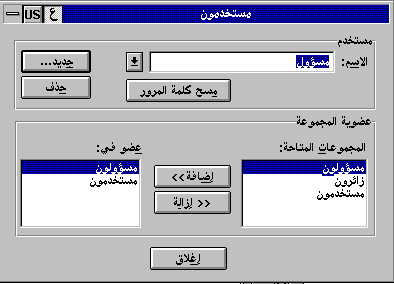 مستخدمون
ع US
مستخدم
الاسم: مسؤول
جديد...
حذف
مسح كلمة المرور
عضوية المجموعة
المجموعات المتاحة:
مسؤولون
زائرون
مستخدمون
إضافة>>
<< إزالة
عضو في:
مسؤولون
مستخدمون
إغلاق